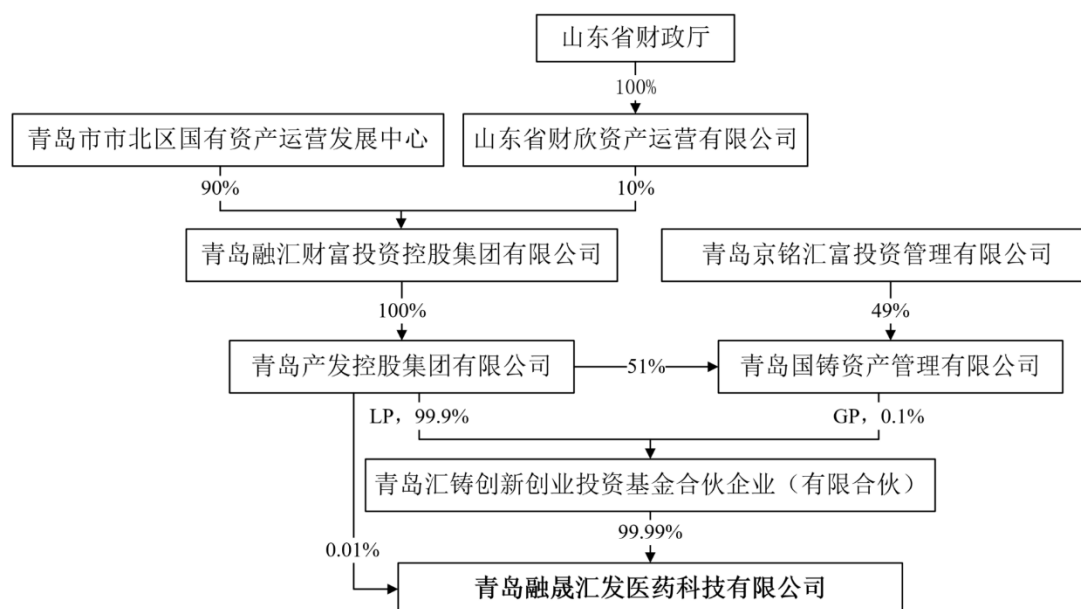 山东省财政厅
100%
青岛市市北区国有资产运营发展中心
山东省财欣资产运营有限公司
90%
10%
青岛融汇财富投资控股集团有限公司
青岛京铭汇富投资管理有限公司
100%
49%
青岛产发控股集团有限公司
51%
青岛国铸资产管理有限公司
LP，99.9%
GP，0.1%
青岛汇铸创新创业投资基金合伙企业（有限合伙）
0.01%
99.99%
青岛融晟汇发医药科技有限公司